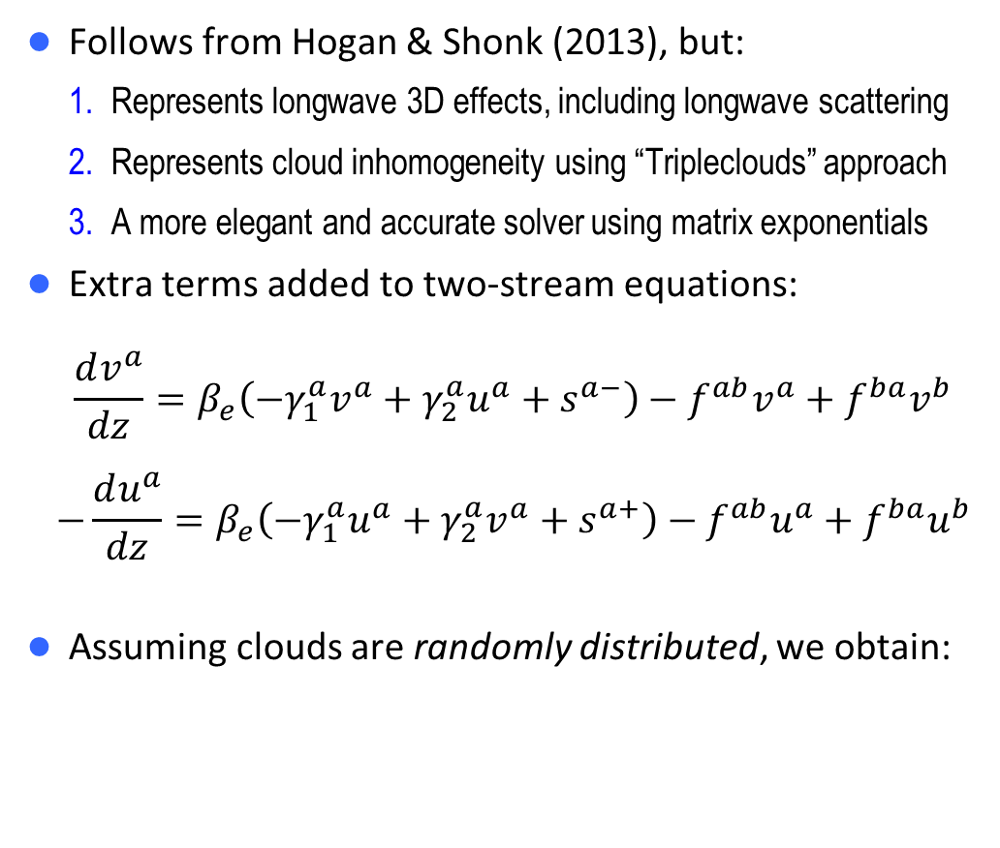 ● Follows from Hogan & Shonk (2013), but:
1. Represents longwave 3D effects, including longwave scattering
2. Represents cloud inhomogeneity using “Tripleclouds” approach
3. A more elegant and accurate solver using matrix exponentials
● Extra terms added to two-stream equations:
$\frac{dv^a}{dz} = \beta_e(-\gamma_1^a v^a + \gamma_2^a u^a + s^{a-}) - f^{ab}v^a + f^{ba}v^b$
$-\frac{du^a}{dz} = \beta_e(-\gamma_1^a u^a + \gamma_2^a v^a + s^{a+}) - f^{ab}u^a + f^{ba}u^b$
● Assuming clouds are randomly distributed, we obtain: